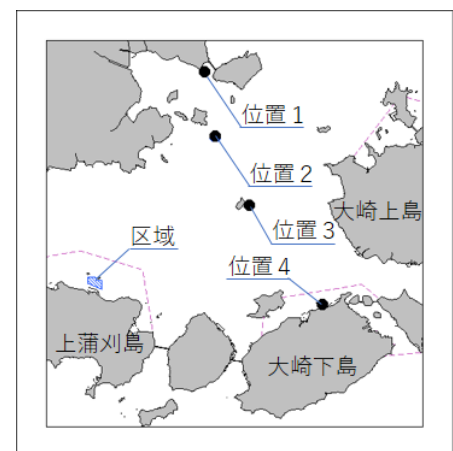 位置1
位置2
大崎上島
位置3
区域
位置4
上蒲刈島
大崎下島